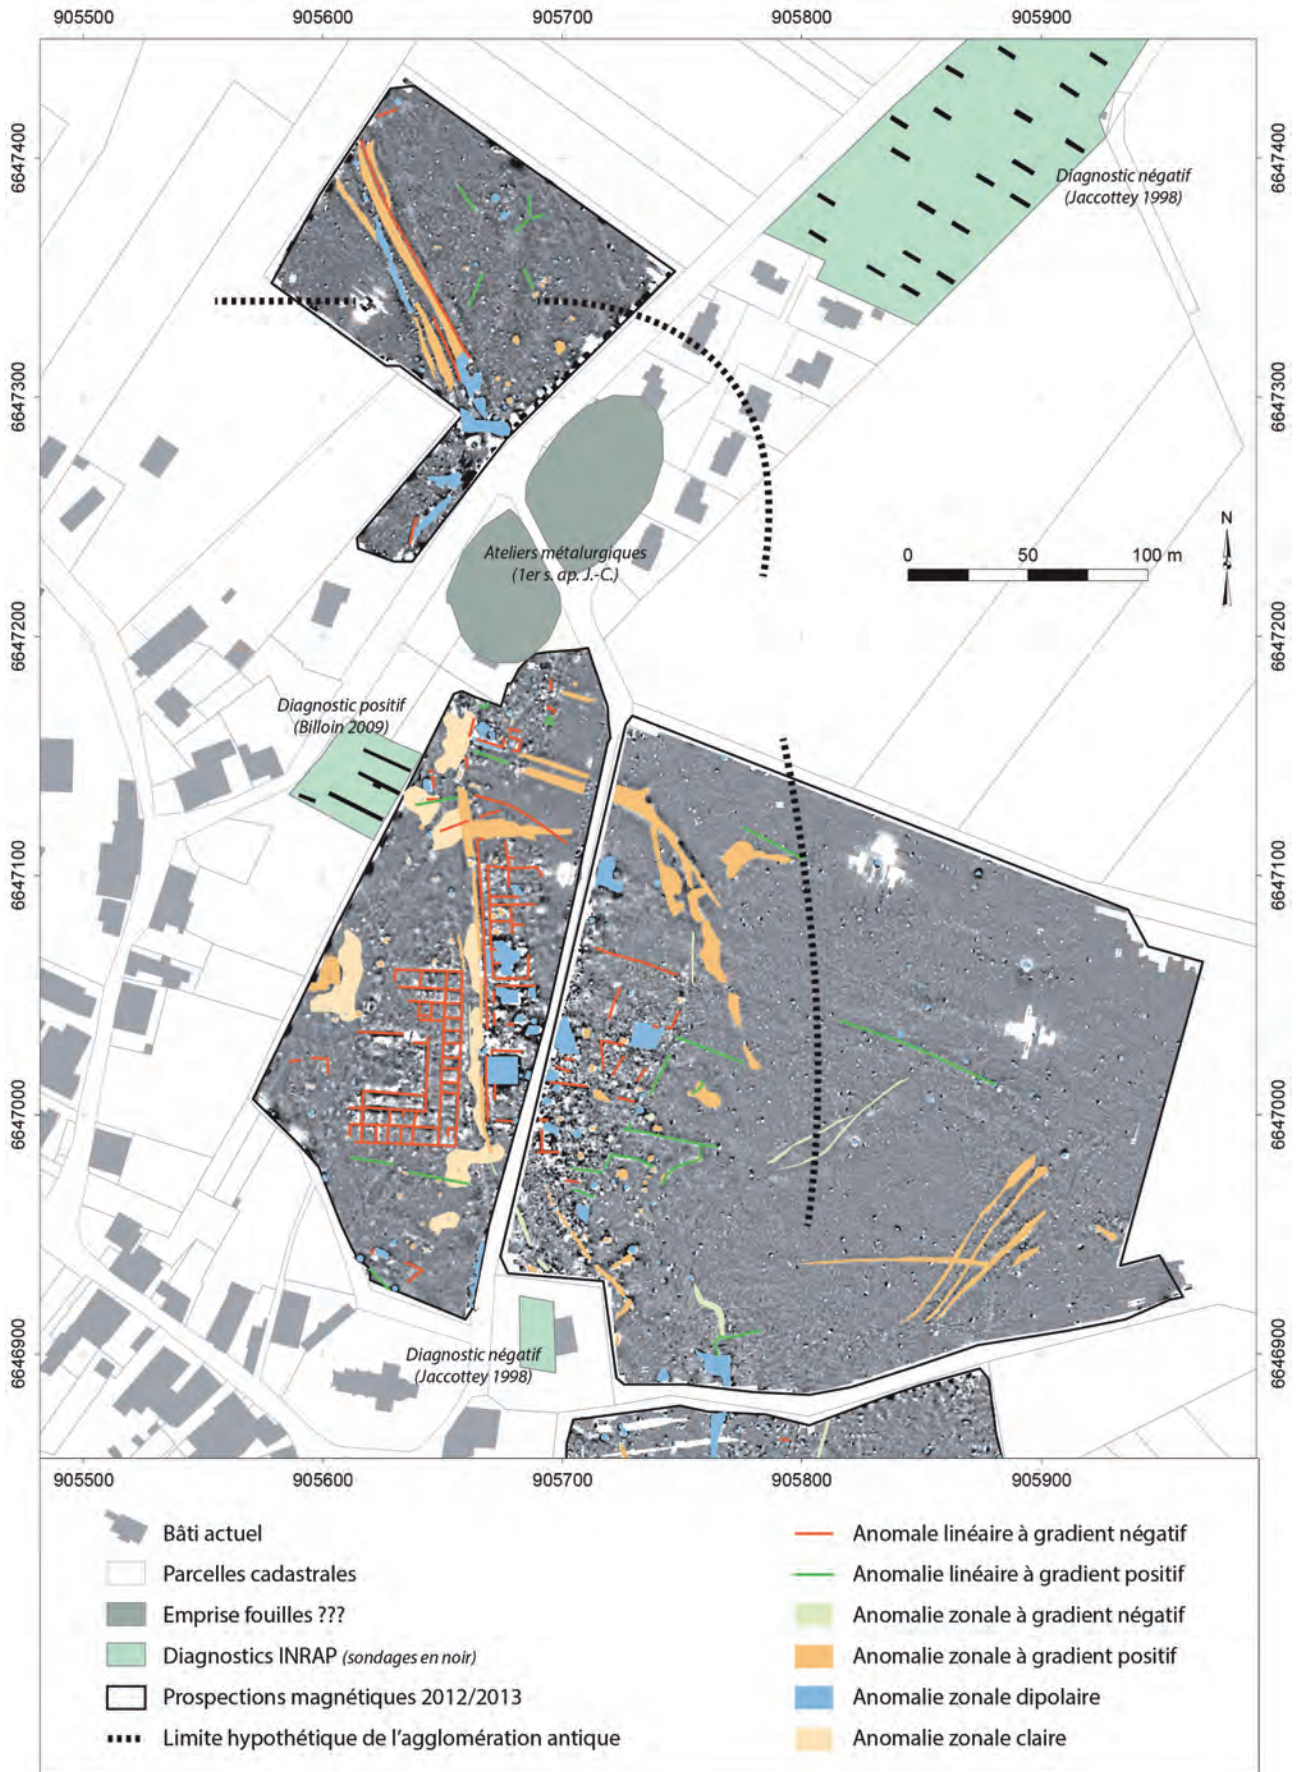 905500 905600 905700 905800 905900
6647400 6647400
Diagnostic négatif
(Jaccottey 1998)
6647300 6647300
Ateliers métalurgiques
(1er s. ap. J.-C.)
N
0 50 100 m
6647200 6647200
Diagnostic positif
(Billoin 2009)
6647100 6647100
6647000 6647000
6646900 6646900
Diagnostic négatif
(Jaccottey 1998)
905500 905600 905700 905800 905900
Bâti actuel
Parcelles cadastrales
Emprise fouilles ???
Diagnostics INRAP (sondages en noir)
Prospections magnétiques 2012/2013
Limite hypothétique de l'agglomération antique
Anomale linéaire à gradient négatif
Anomalie linéaire à gradient positif
Anomalie zonale à gradient négatif
Anomalie zonale à gradient positif
Anomalie zonale dipolaire
Anomalie zonale claire